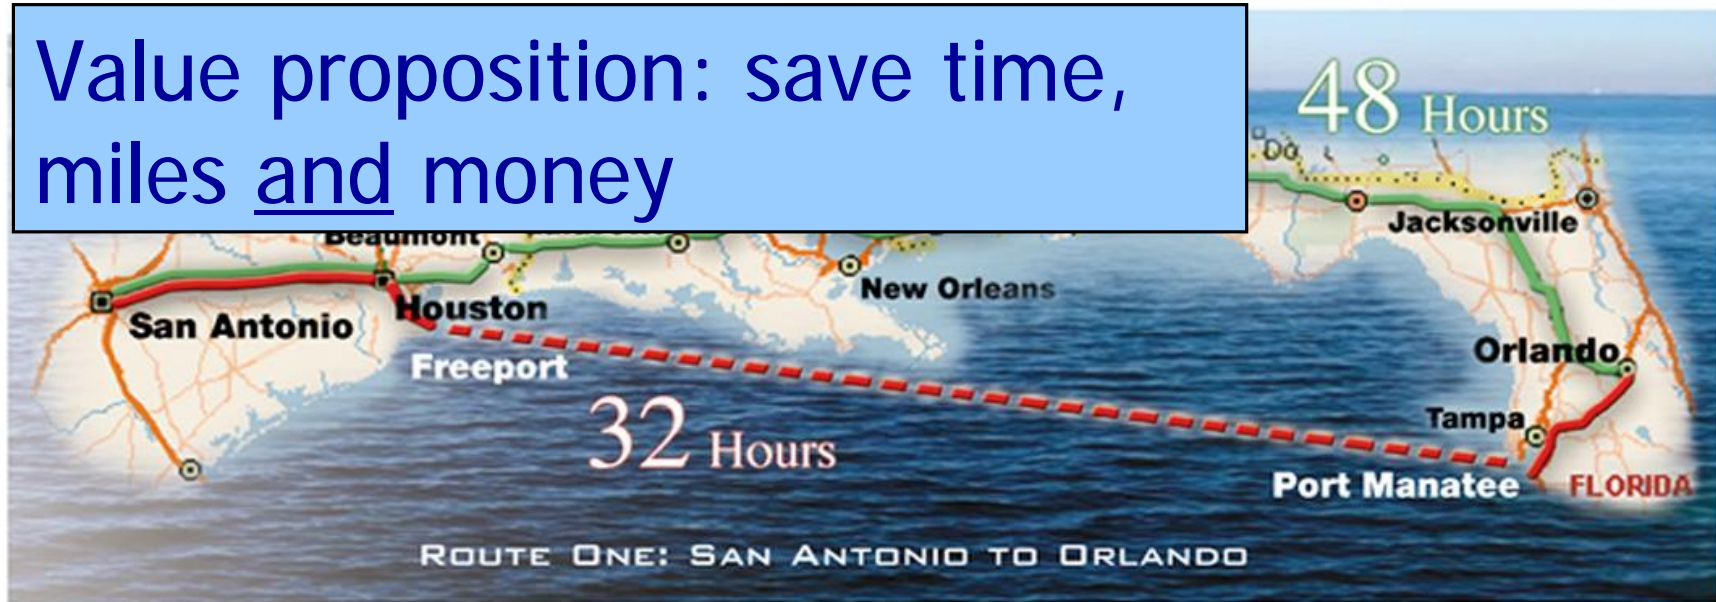 Value proposition: save time,
miles and money
48 Hours
Jacksonville
Beaumont
New Orleans
Houston
San Antonio
Orlando
Freeport
32 Hours
Tampa
Port Manatee
FLORIDA
ROUTE ONE: SAN ANTONIO TO ORLANDO